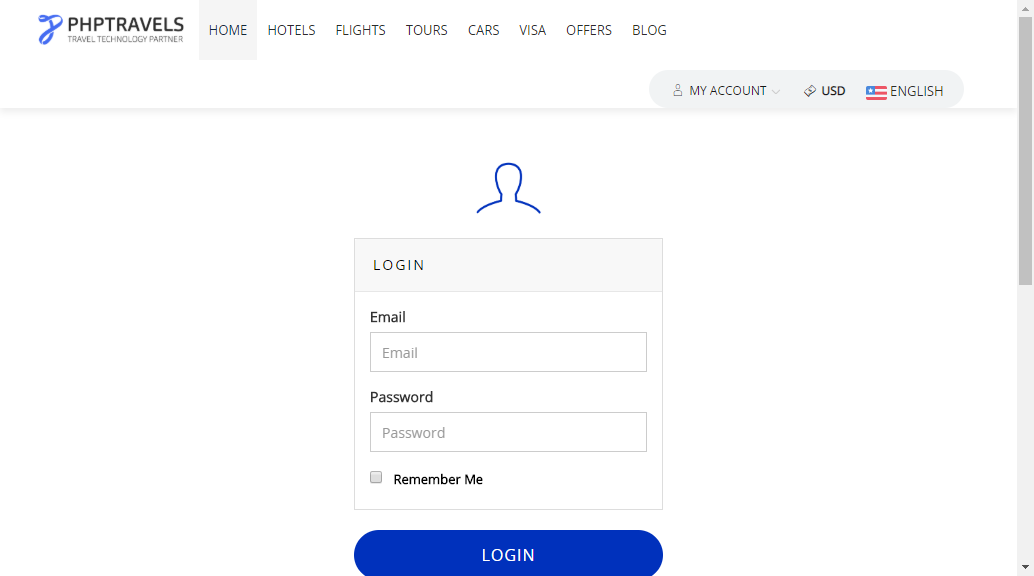 PHPTRAVELS
TRAVEL TECHNOLOGY PARTNER
HOME HOTELS FLIGHTS TOURS CARS VISA OFFERS BLOG
MY ACCOUNT USD ENGLISH
LOGIN
Email
Email
Password
Password
Remember Me
LOGIN